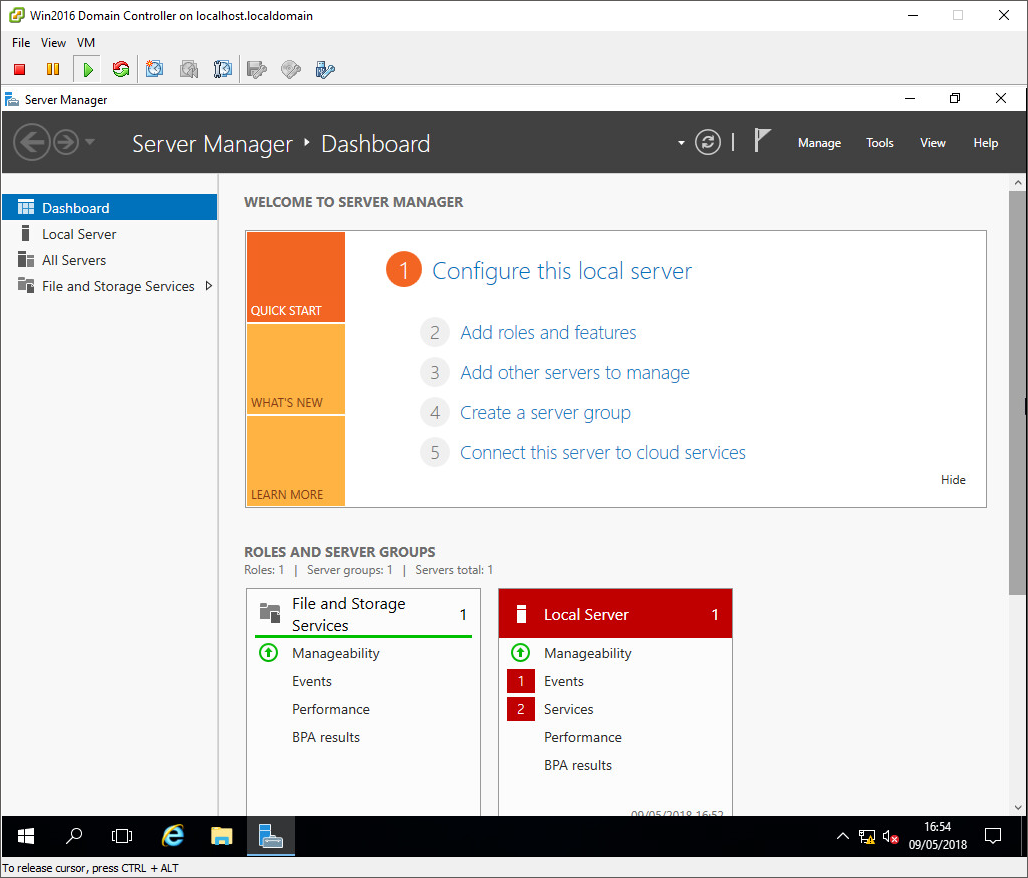 Win2016 Domain Controller on localhost.localdomain
File View VM
Server Manager
Server Manager Dashboard
Manage Tools View Help
Dashboard
Local Server
All Servers
File and Storage Services
WELCOME TO SERVER MANAGER
QUICK START
WHAT'S NEW
LEARN MORE
1 Configure this local server
2 Add roles and features
3 Add other servers to manage
4 Create a server group
5 Connect this server to cloud services
Hide
ROLES AND SERVER GROUPS
Roles: 1 | Server groups: 1 | Servers total: 1
File and Storage
Services
1
Manageability
Events
Performance
BPA results
Local Server 1
Manageability
1 Events
2 Services
Performance
BPA results
09/05/2018 16:52
16:54
09/05/2018
To release cursor, press CTRL + ALT